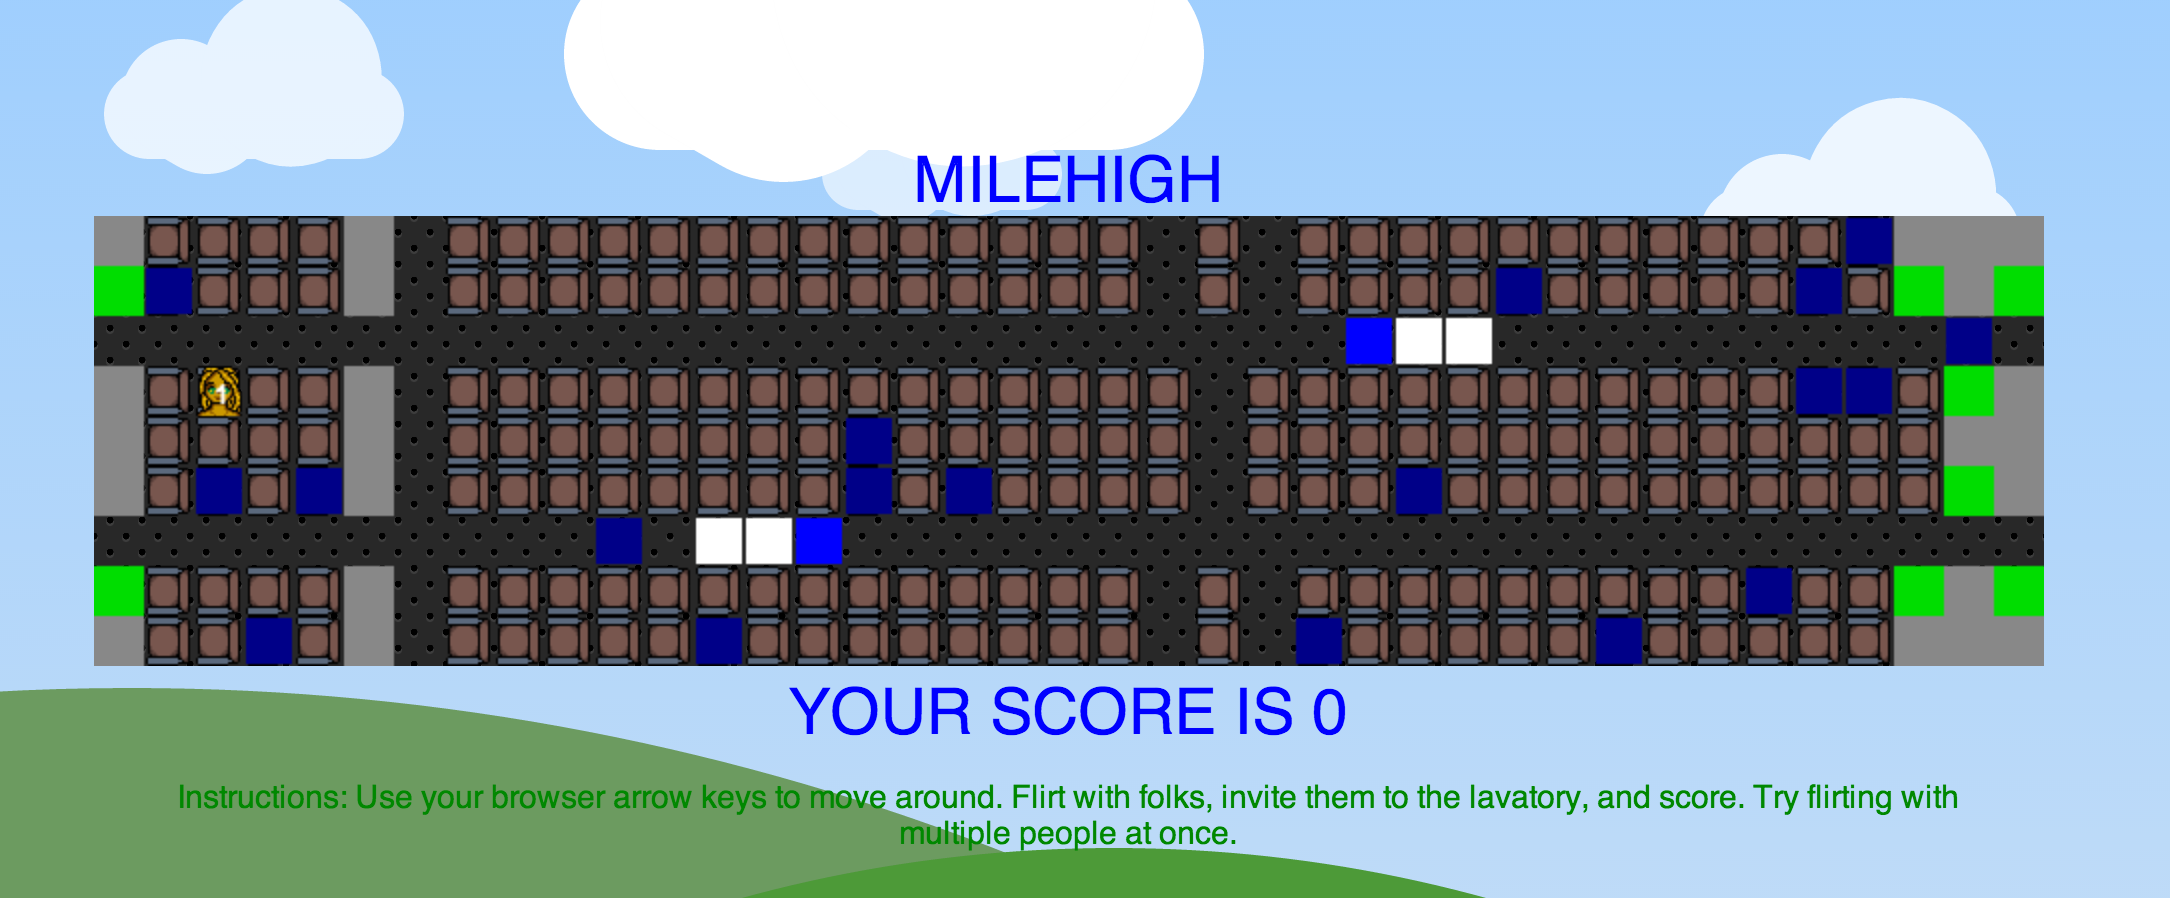 MILEHIGH
1
YOUR SCORE IS 0
Instructions: Use your browser arrow keys to move around. Flirt with folks, invite them to the lavatory, and score. Try flirting with
multiple people at once.